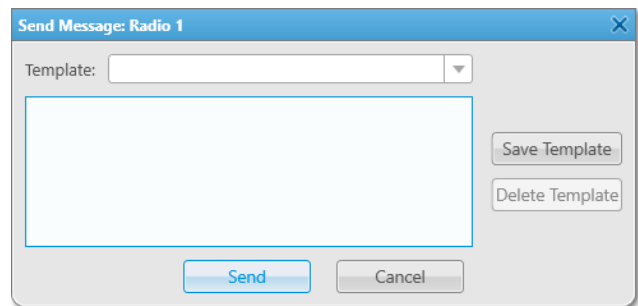 Send Message: Radio 1
Template:
Save Template
Delete Template
Send Cancel